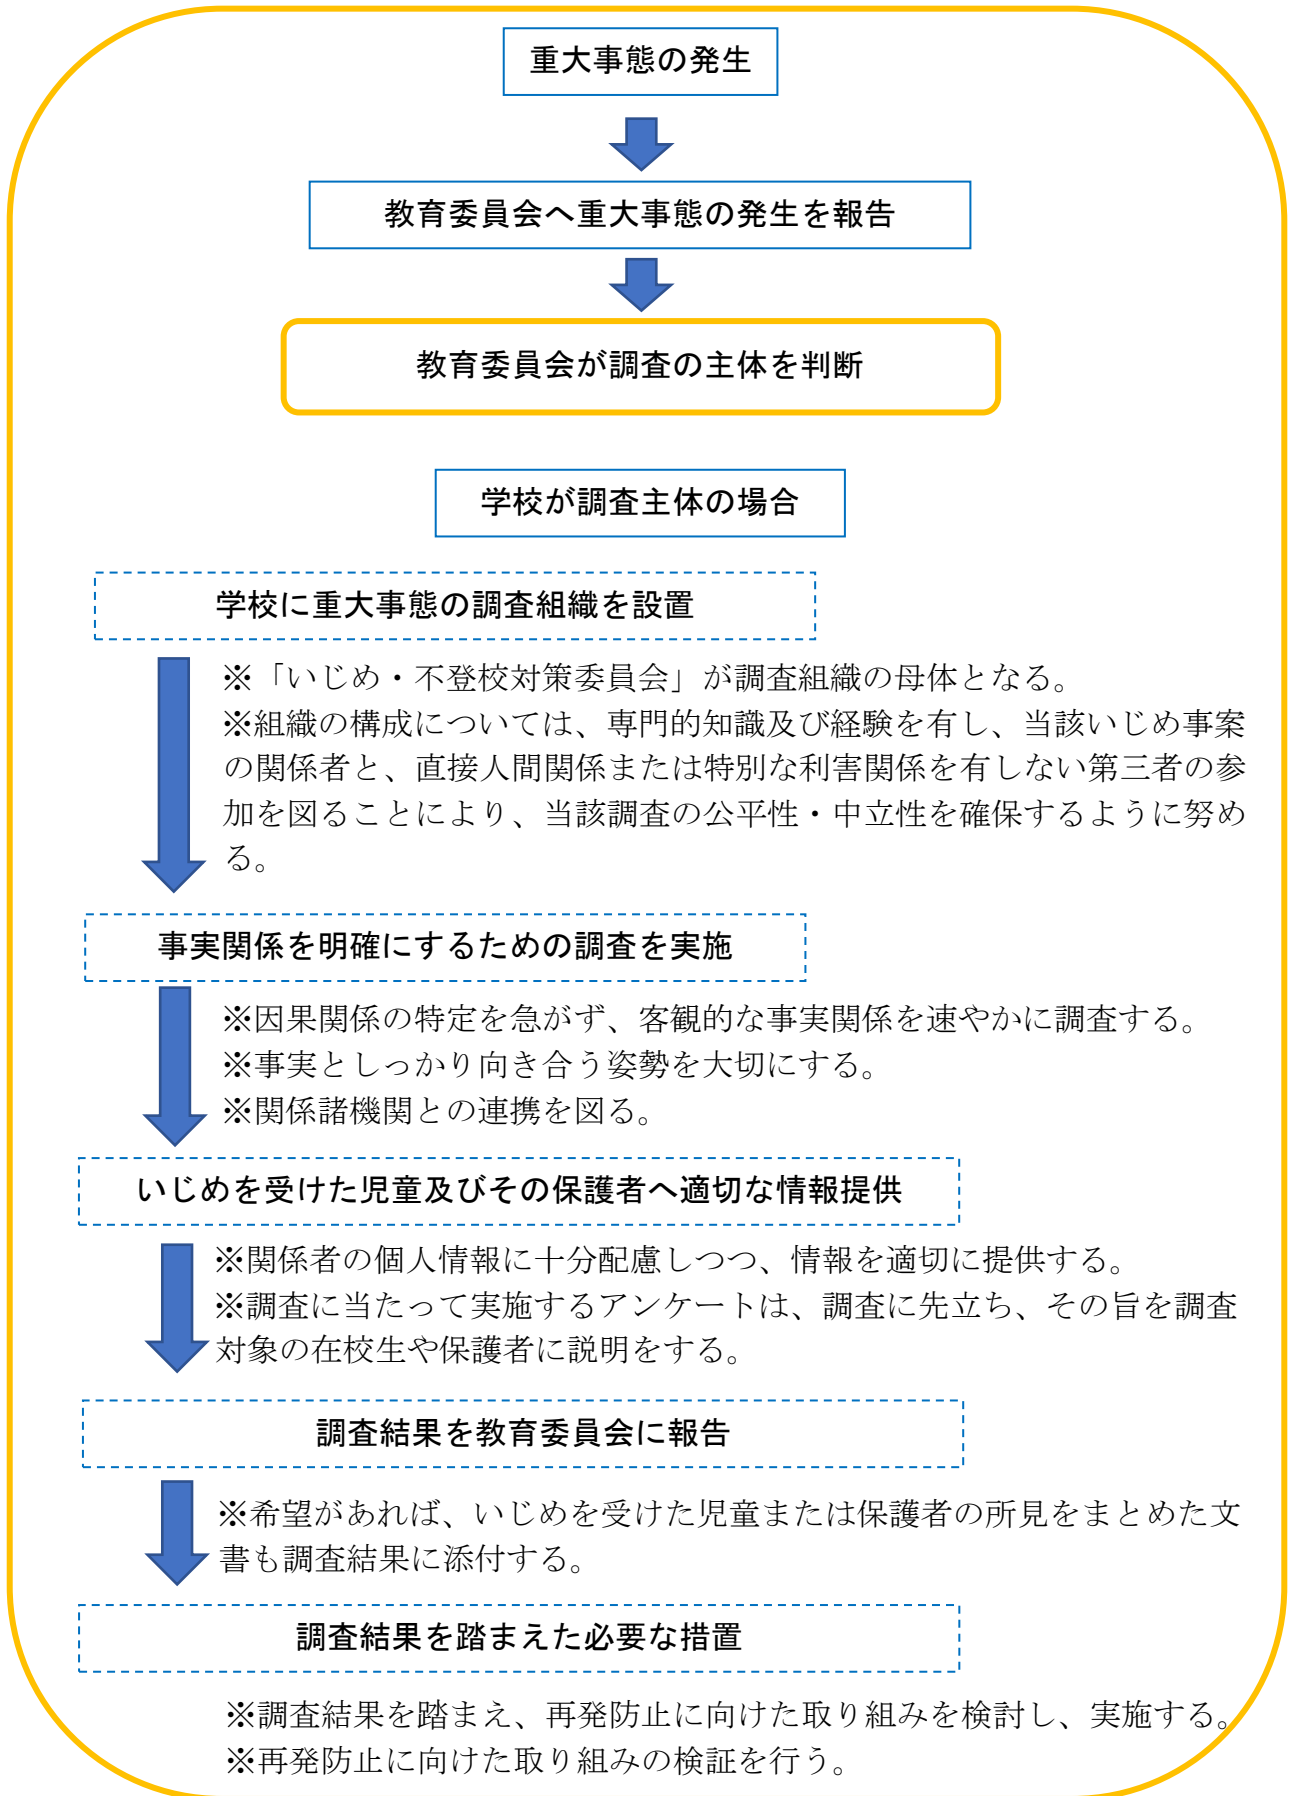 重大事態の発生
教育委員会へ重大事態の発生を報告
教育委員会が調査の主体を判断
学校が調査主体の場合
学校に重大事態の調査組織を設置
※「いじめ・不登校対策委員会」が調査組織の母体となる。
※組織の構成については、専門的知識及び経験を有し、当該いじめ事案
の関係者と、直接人間関係または特別な利害関係を有しない第三者の参
加を図ることにより、当該調査の公平性・中立性を確保するように努め
る。
事実関係を明確にするための調査を実施
※因果関係の特定を急がず、客観的な事実関係を速やかに調査する。
※事実としっかり向き合う姿勢を大切にする。
※関係諸機関との連携を図る。
いじめを受けた児童及びその保護者へ適切な情報提供
※関係者の個人情報に十分配慮しつつ、情報を適切に提供する。
※調査に当たって実施するアンケートは、調査に先立ち、その旨を調査
対象の在校生や保護者に説明をする。
調査結果を教育委員会に報告
※希望があれば、いじめを受けた児童または保護者の所見をまとめた文
書も調査結果に添付する。
調査結果を踏まえた必要な措置
※調査結果を踏まえ、再発防止に向けた取り組みを検討し、実施する。
※再発防止に向けた取り組みの検証を行う。